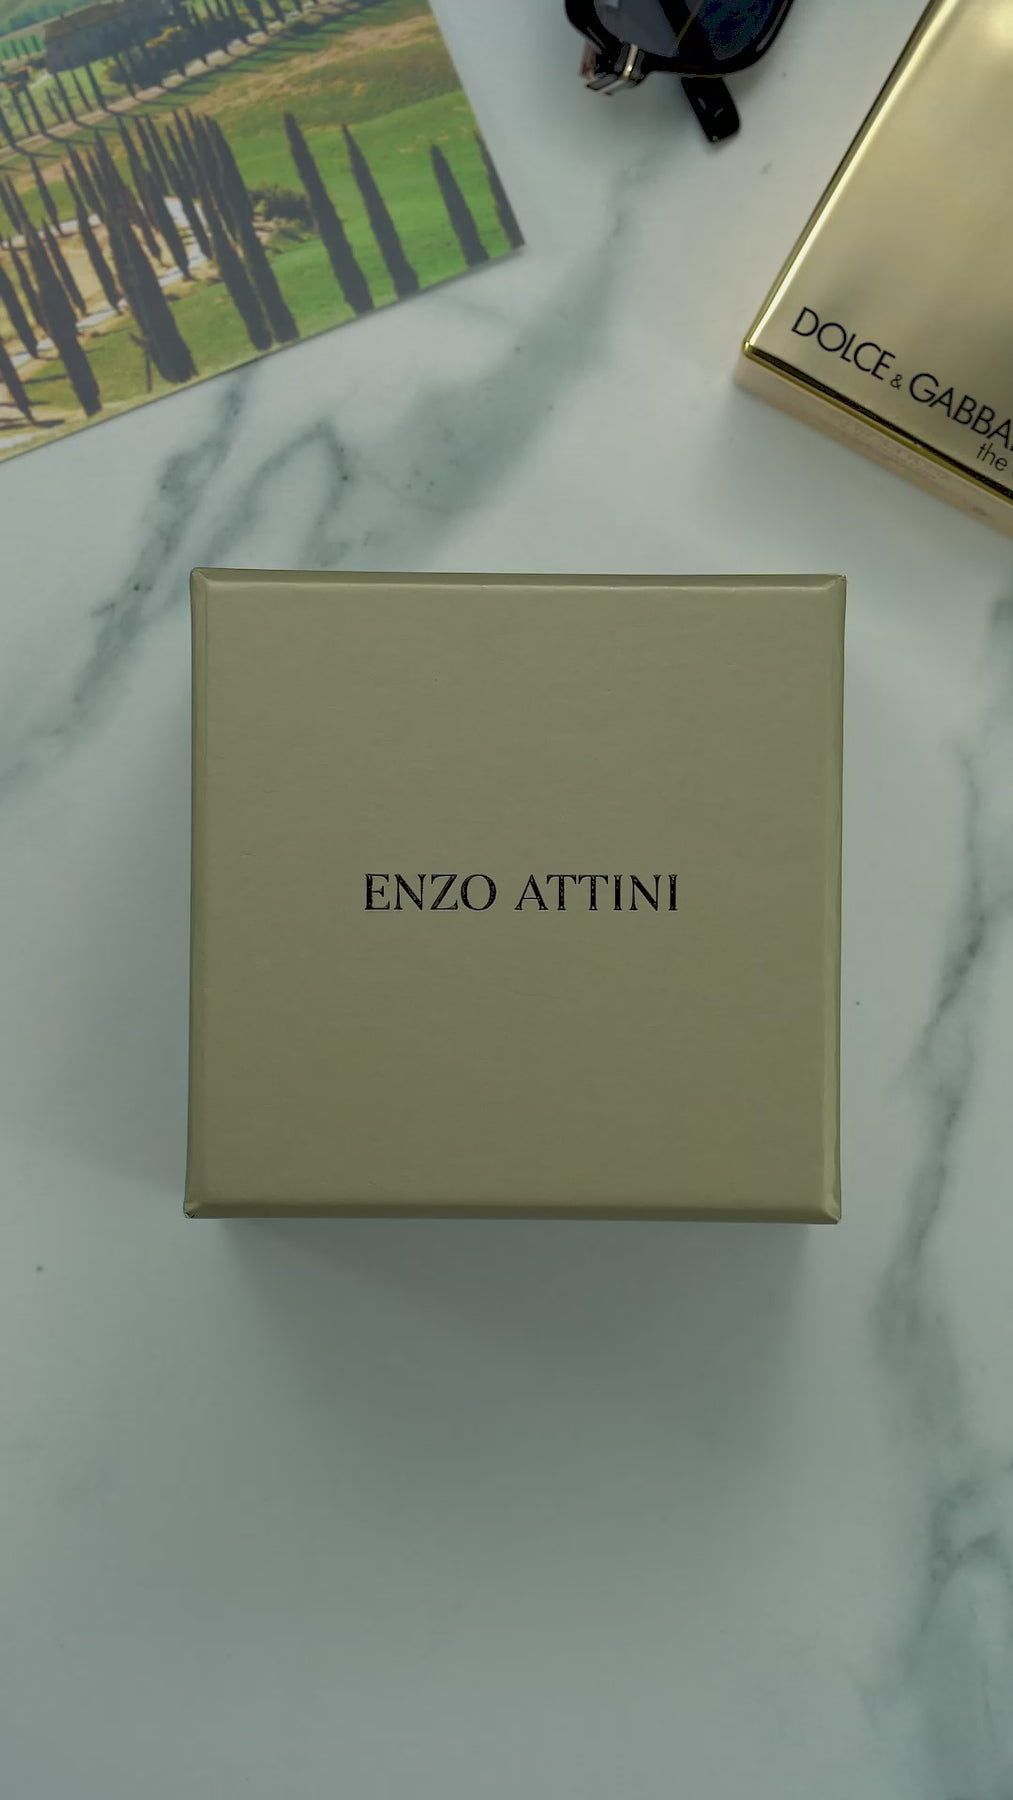 DOLCE & GABBA
the
ENZO ATTINI